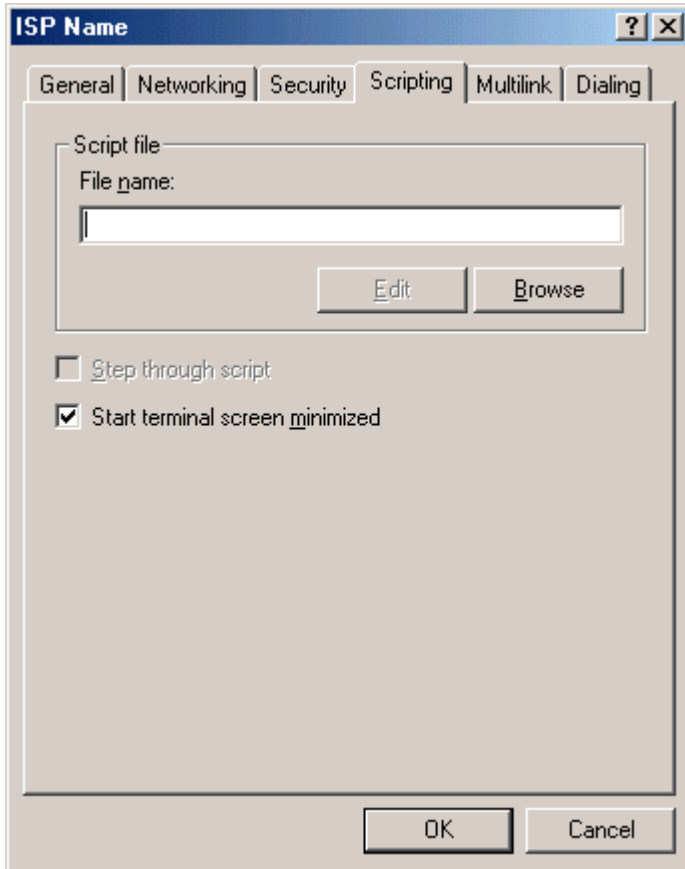 ISP Name
General Networking Security Scripting Multilink Dialing
Script file
File name:
Edit Browse
Step through script
Start terminal screen minimized
OK Cancel